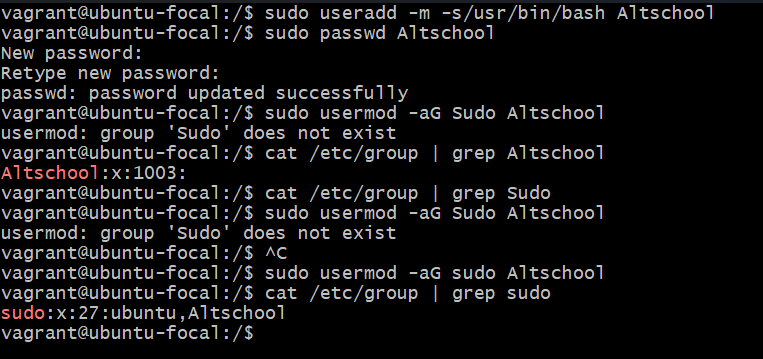 vagrant@ubuntu-focal:/$ sudo useradd -m -s/usr/bin/bash Altschool
vagrant@ubuntu-focal:/$ sudo passwd Altschool
New password:
Retype new password:
passwd: password updated successfully
vagrant@ubuntu-focal:/$ sudo usermod -aG Sudo Altschool
usermod: group 'Sudo' does not exist
vagrant@ubuntu-focal:/$ cat /etc/group | grep Altschool
Altschool:x:1003:
vagrant@ubuntu-focal:/$ cat /etc/group | grep Sudo
vagrant@ubuntu-focal:/$ sudo usermod -aG Sudo Altschool
usermod: group 'Sudo' does not exist
vagrant@ubuntu-focal:/$ ^C
vagrant@ubuntu-focal:/$ sudo usermod -aG sudo Altschool
vagrant@ubuntu-focal:/$ cat /etc/group | grep sudo
sudo:x:27:ubuntu,Altschool
vagrant@ubuntu-focal:/$